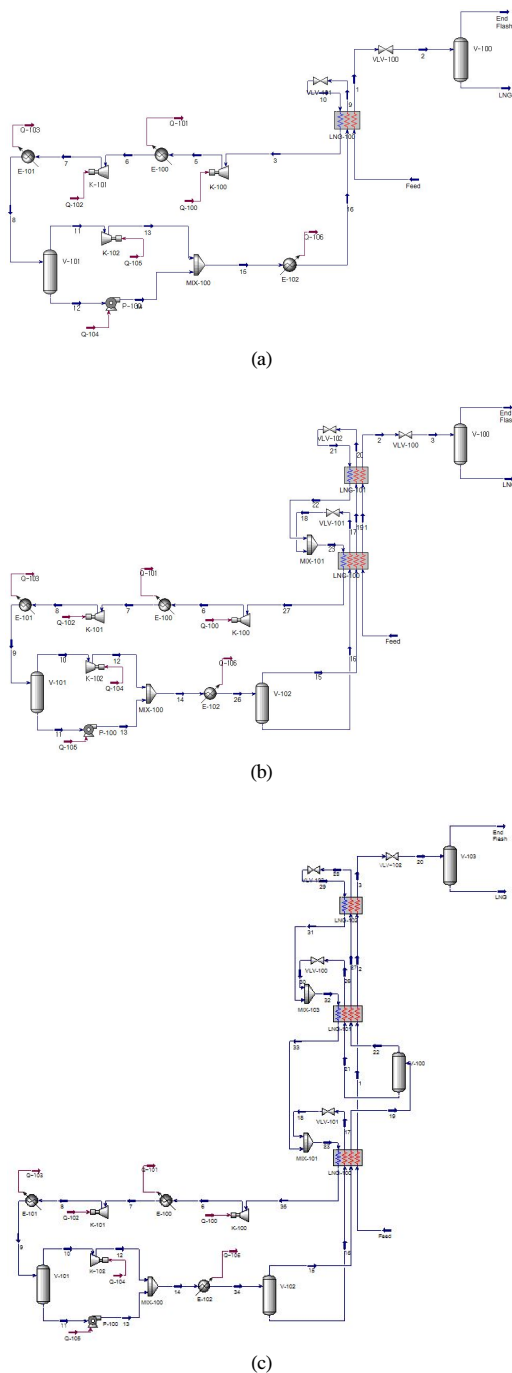 End
Flash
1
2
VLV-100
V-100
9
10
LNG
LNG-100
Q-103
Q-101
Feed
7
6
5
3
E-101
K-101
E-100
K-100
Q-102
Q-100
16
8
11
13
Q-106
K-102
V-101
Q-105
MIX-100
15
E-102
12
Q-104
(a)
End
Flash
VLV-102
2
3
VLV-100
V-100
21
20
LNG
LNG-101
22
18
VLV-101
17
MIX-101
23
LNG-100
Q-103
Q-101
8
7
6
27
E-101
K-101
E-100
K-100
Q-102
Q-100
Feed
9
16
10
12
Q-106
K-102
15
V-101
Q-104
V-102
MIX-100
14
26
E-102
11
P-100
13
Q-105
(b)
End
Flash
20
V-103
29
3
LNG
31
VLV-100
32
MIX-103
LNG-101
33
22
21
1
19
VLV-101
17
MIX-101
LNG-100
Q-101
8
7
6
35
E-101
K-101
E-100
K-100
Q-102
Q-100
Feed
9
10
12
V-101
Q-104
V-102
MIX-100
14
34
E-102
11
P-100
13
(c)